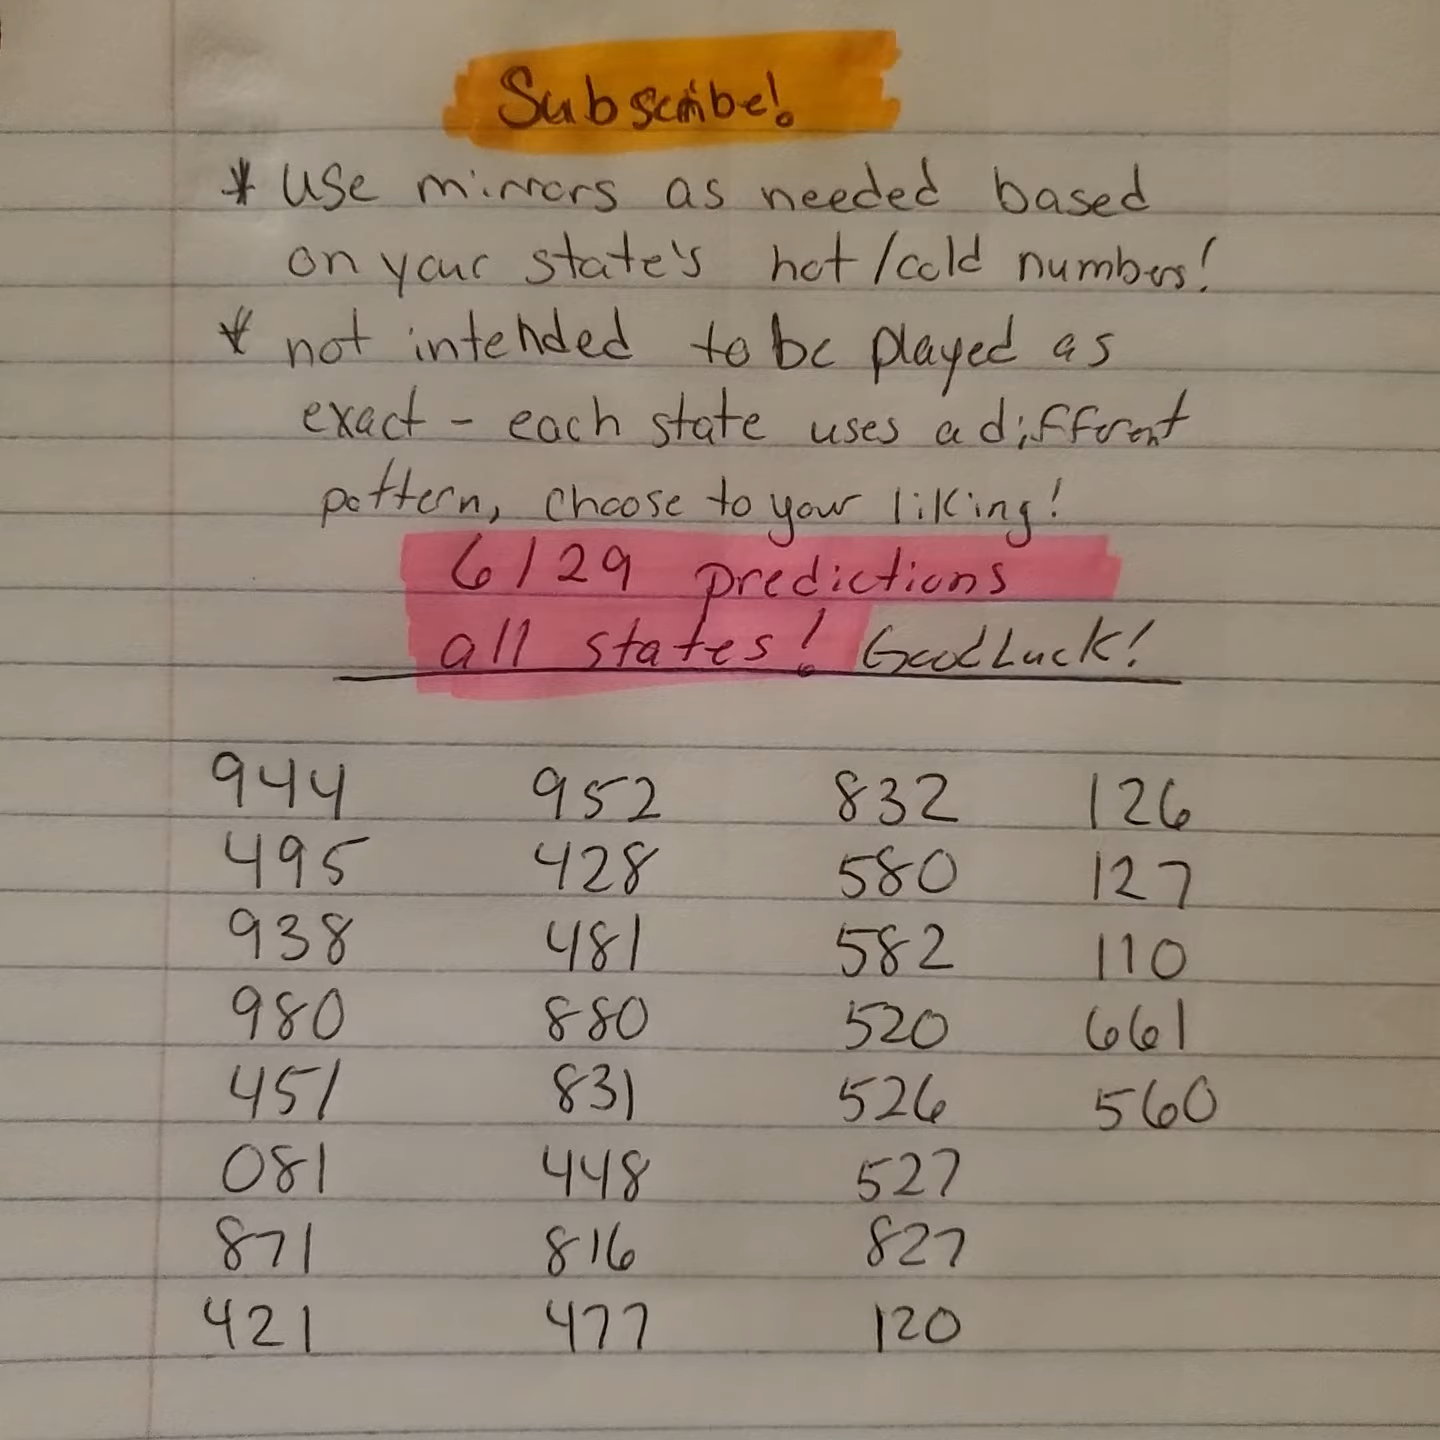 Subscribe!
* Use mirrors as needed based
on your state's hot/cold numbers!
* not intended to be played as
exact - each state uses a different
pattern, choose to your liking!
6/29 predictions
all states! Good Luck!
944 952 832 126
495 428 580 127
938 481 582 110
980 880 520 661
451 831 526 560
081 448 527
871 816 827
421 477 120